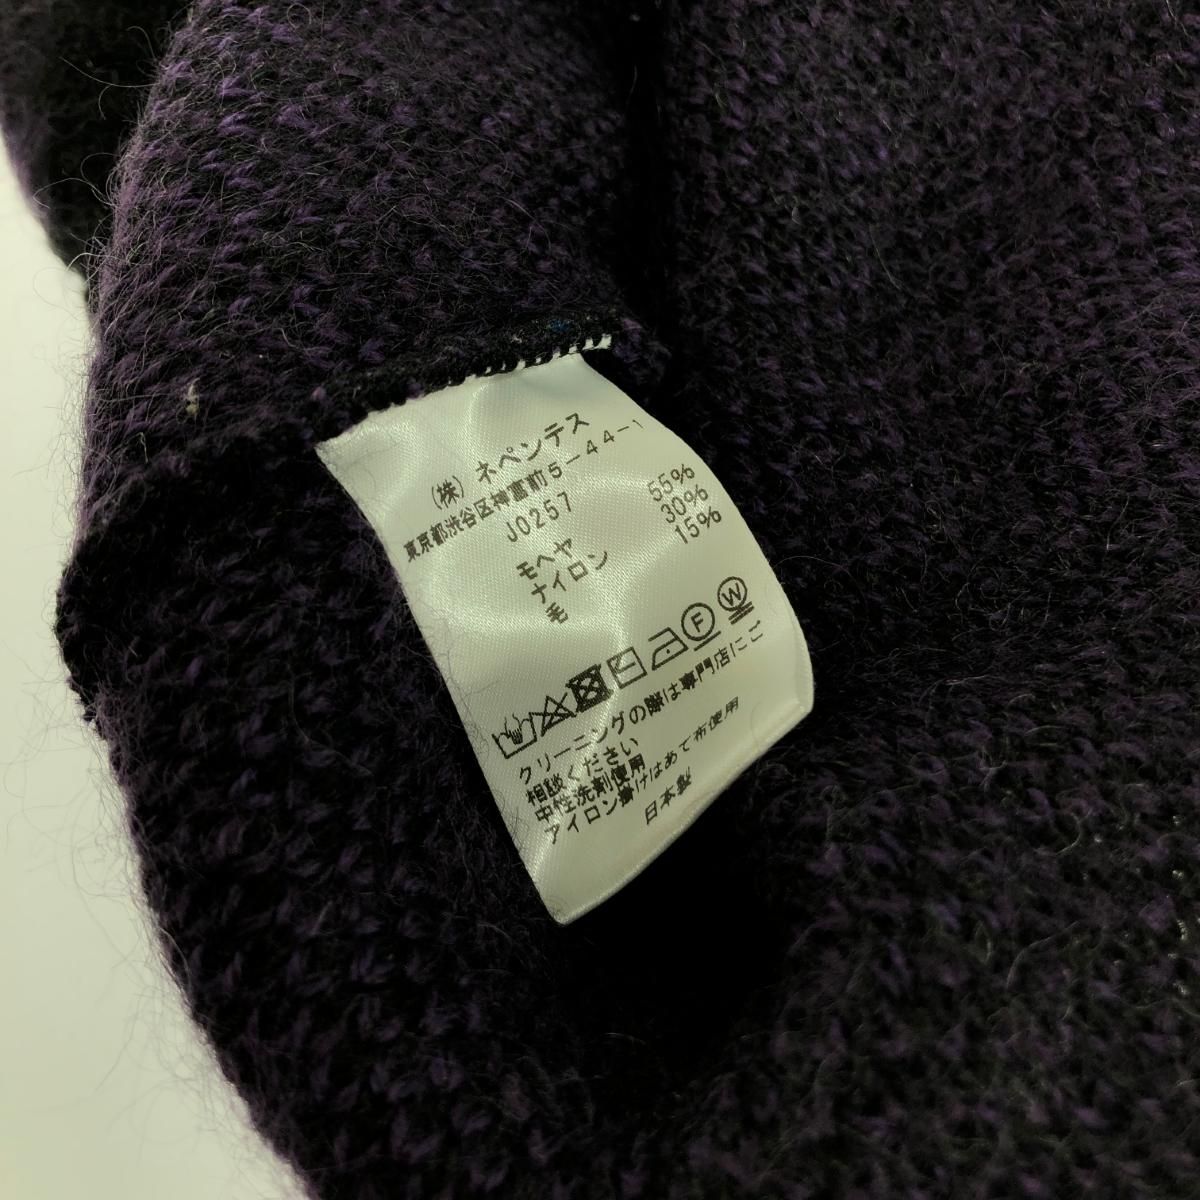 (株) ネペンテス
東京都渋谷区神宮前5-44-1
J0257
モヘヤ 55%
ナイロン 30%
毛 15%
F W
クリーニングの際は専門店にご
相談ください
中性洗剤使用
アイロン掛けはあて布使用
日本製